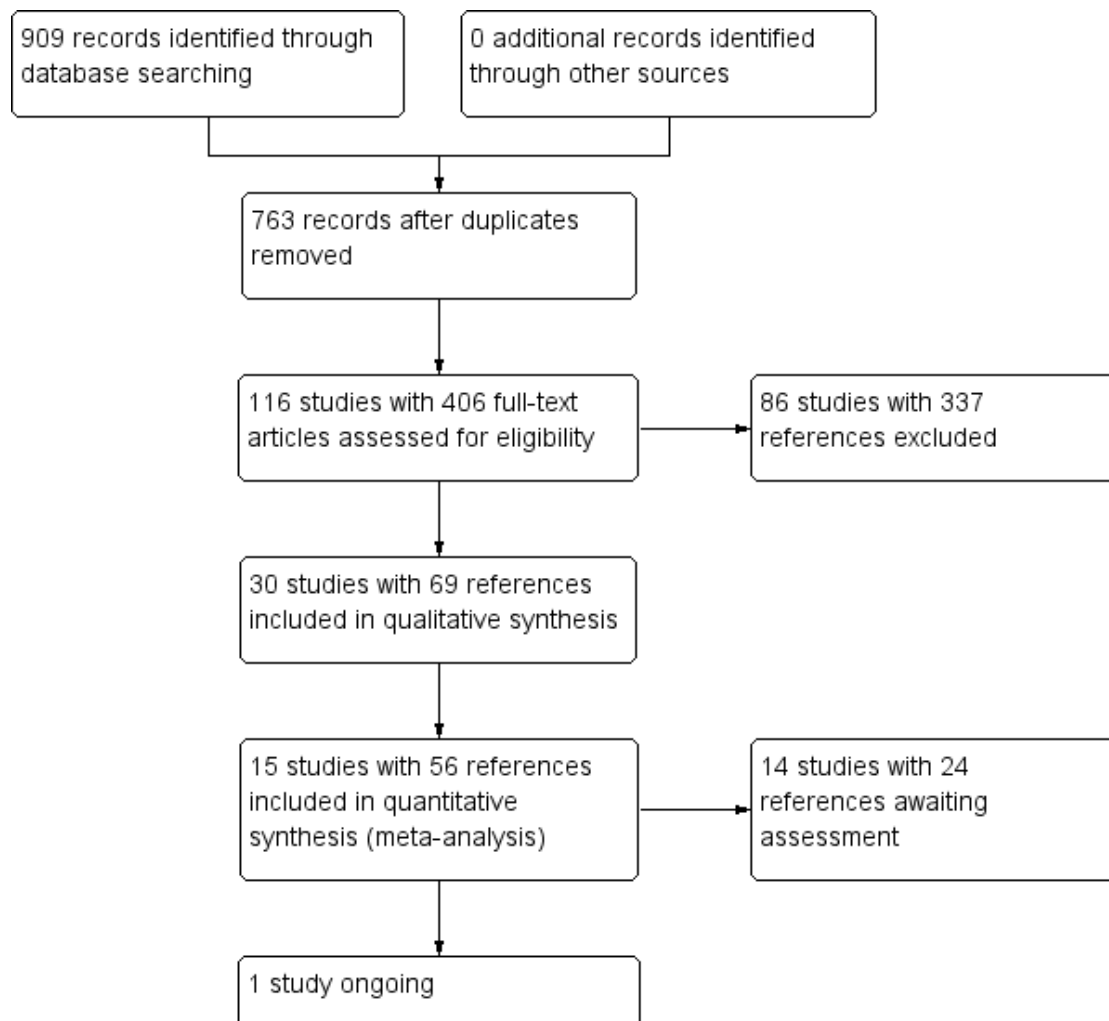 909 records identified through
database searching
0 additional records identified
through other sources
763 records after duplicates
removed
116 studies with 406 full-text
articles assessed for eligibility
86 studies with 337
references excluded
30 studies with 69 references
included in qualitative synthesis
15 studies with 56 references
included in quantitative
synthesis (meta-analysis)
14 studies with 24
references awaiting
assessment
1 study ongoing